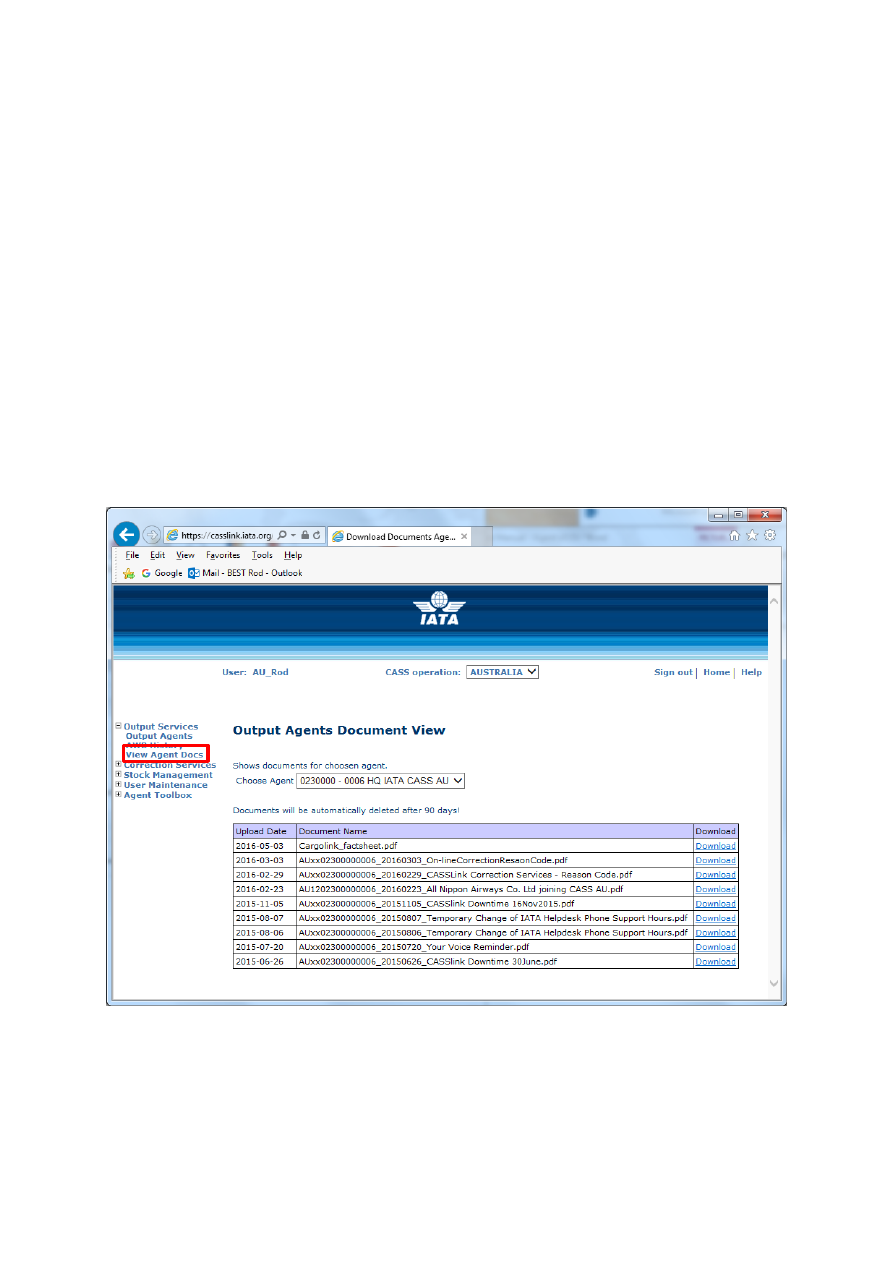 https://casslink.iata.org
Download Documents Age...
File Edit View Favorites Tools Help
Google Mail - BEST Rod - Outlook
IATA
User: AU_Rod CASS operation: AUSTRALIA Sign out | Home | Help
Output Services
Output Agents
AWB History
View Agent Docs
Correction Services
Stock Management
User Maintenance
Agent Toolbox
Output Agents Document View
Shows documents for choosen agent.
Choose Agent 0230000 - 0006 HQ IATA CASS AU
Documents will be automatically deleted after 90 days!
Upload Date Document Name Download
2016-05-03 Cargolink_factsheet.pdf Download
2016-03-03 AUxx02300000006_20160303_On-lineCorrectionResaonCode.pdf Download
2016-02-29 AUxx02300000006_20160229_CASSLink Correction Services - Reason Code.pdf Download
2016-02-23 AU1202300000006_20160223_All Nippon Airways Co. Ltd joining CASS AU.pdf Download
2015-11-05 AUxx02300000006_20151105_CASSlink Downtime 16Nov2015.pdf Download
2015-08-07 AUxx02300000006_20150807_Temporary Change of IATA Helpdesk Phone Support Hours.pdf Download
2015-08-06 AUxx02300000006_20150806_Temporary Change of IATA Helpdesk Phone Support Hours.pdf Download
2015-07-20 AUxx02300000006_20150720_Your Voice Reminder.pdf Download
2015-06-26 AUxx02300000006_20150626_CASSlink Downtime 30June.pdf Download